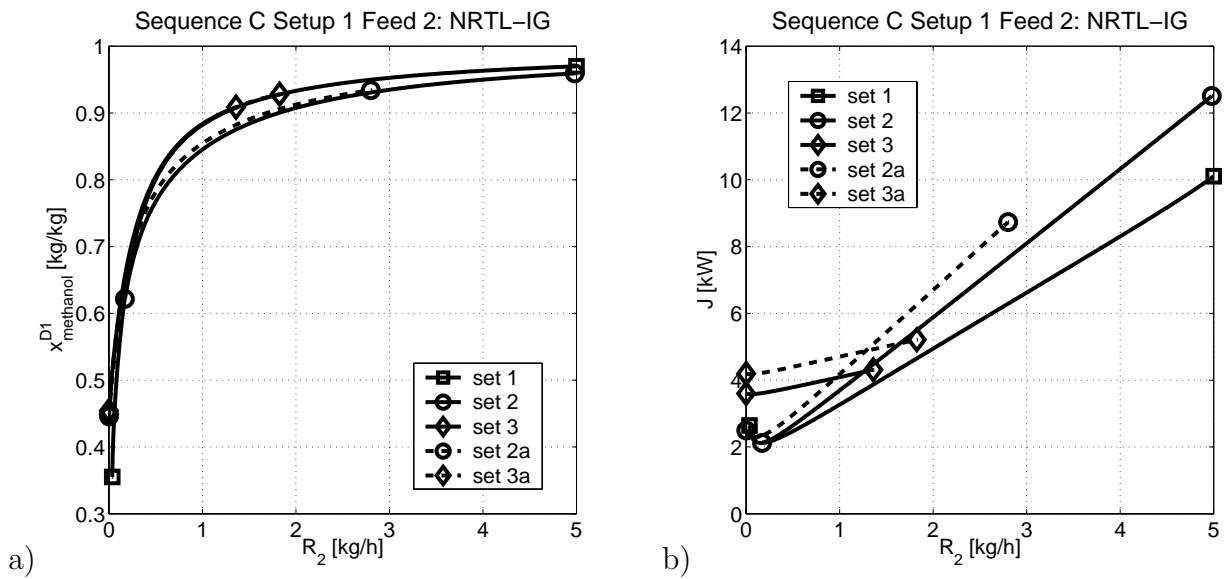 Sequence C Setup 1 Feed 2: NRTL−IG
1
0.9
0.8
0.7
0.6
0.5
0.4
0.3
x^{D1}_{methanol} [kg/kg]
0 1 2 3 4 5
R_2 [kg/h]
set 1
set 2
set 3
set 2a
set 3a
a)
Sequence C Setup 1 Feed 2: NRTL−IG
14
12
10
8
6
4
2
0
J [kW]
0 1 2 3 4 5
R_2 [kg/h]
set 1
set 2
set 3
set 2a
set 3a
b)